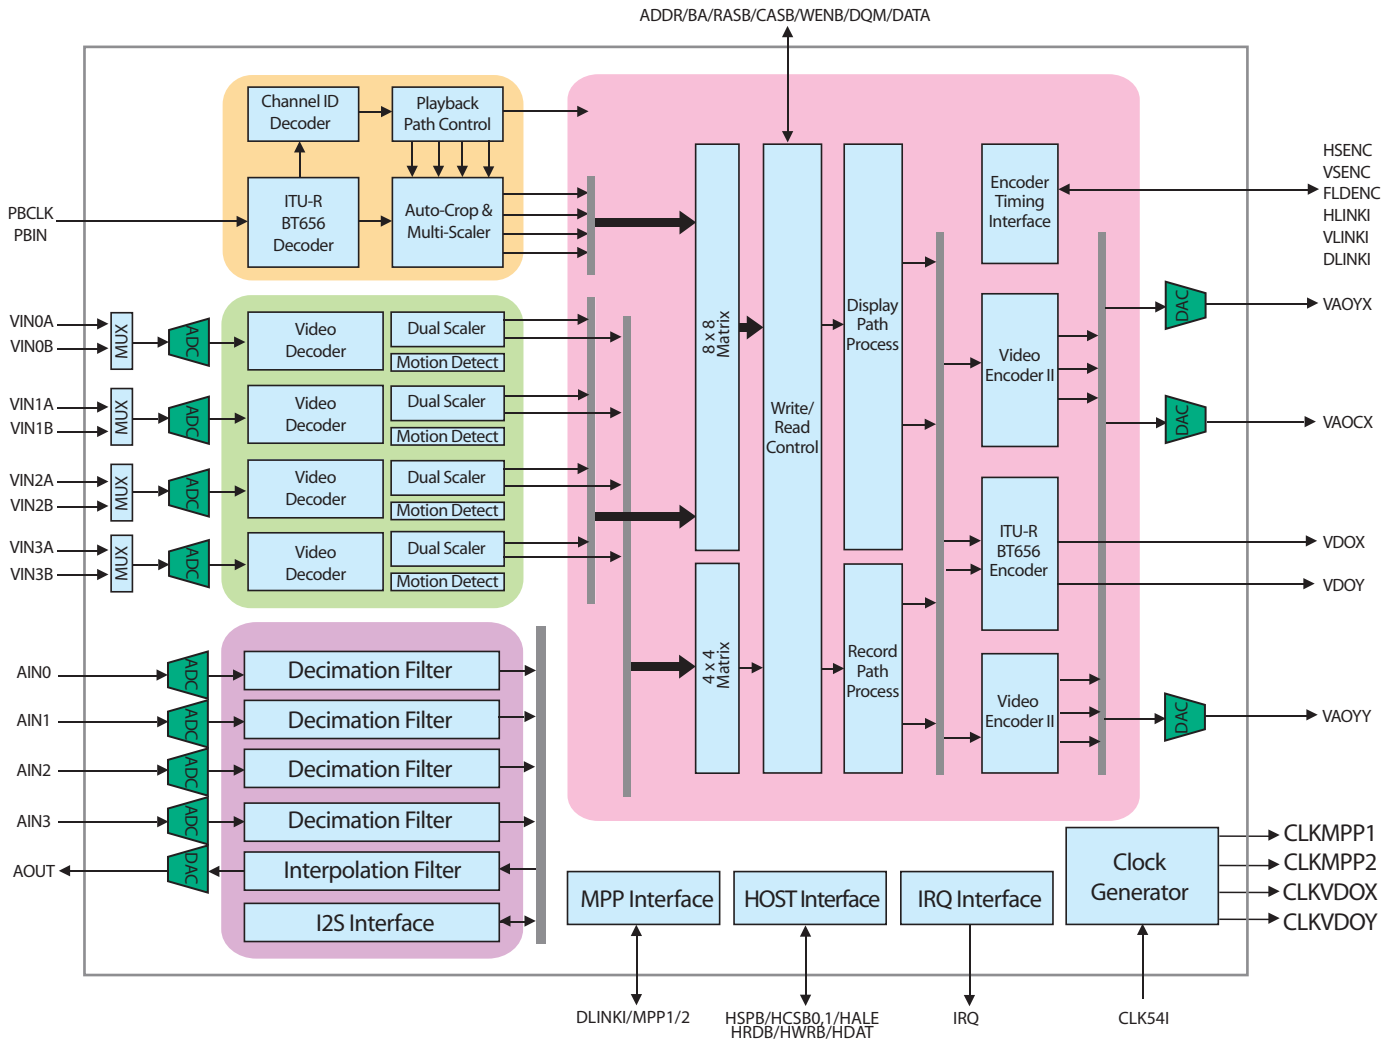 ADDR/BA/RASB/CASB/WENB/DQM/DATA
Channel ID
Decoder
Playback
Path Control
ITU-R
BT656
Decoder
Auto-Crop &
Multi-Scaler
PBCLK
PBIN
VIN0A
VIN0B
MUX
ADC
Video
Decoder
Dual Scaler
Motion Detect
VIN1A
VIN1B
MUX
ADC
Video
Decoder
Dual Scaler
Motion Detect
VIN2A
VIN2B
MUX
ADC
Video
Decoder
Dual Scaler
Motion Detect
VIN3A
VIN3B
MUX
ADC
Video
Decoder
Dual Scaler
Motion Detect
AIN0
ADC
Decimation Filter
AIN1
ADC
Decimation Filter
AIN2
ADC
Decimation Filter
AIN3
ADC
Decimation Filter
AOUT
DAC
Interpolation Filter
I2S Interface
8 x 8
Matrix
4 x 4
Matrix
Write/
Read
Control
Display
Path
Process
Record
Path
Process
Encoder
Timing
Interface
Video
Encoder II
ITU-R
BT656
Encoder
Video
Encoder II
DAC
DAC
DAC
HSENC
VSENC
FLDENC
HLINKI
VLINKI
DLINKI
VAOYX
VAOCX
VDOX
VDOY
VAOYY
MPP Interface
HOST Interface
IRQ Interface
Clock
Generator
CLKMPP1
CLKMPP2
CLKVDOX
CLKVDOY
DLINKI/MPP1/2
HSPB/HCSB0,1/HALE
HRDB/HWRB/HDAT
IRQ
CLK54I